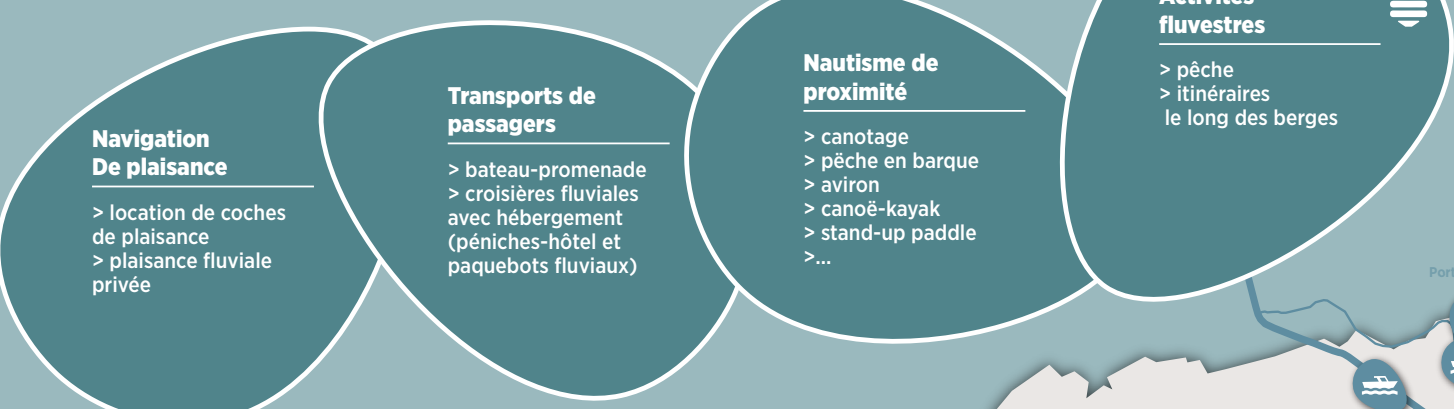 Navigation
De plaisance
> location de coches
de plaisance
> plaisance fluviale
privée
Transports de
passagers
> bateau-promenade
> croisières fluviales
avec hébergement
(péniches-hôtel et
paquebots fluviaux)
Nautisme de
proximité
> canotage
> pëche en barque
> aviron
> canoë-kayak
> stand-up paddle
>...
fluvestres
> pêche
> itinéraires
le long des berges